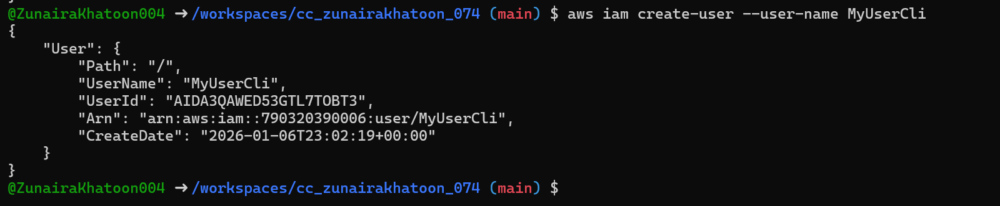 @ZunairaKhatoon004 ➜ /workspaces/cc_zunairakhatoon_074 (main) $ aws iam create-user --user-name MyUserCli
{
    "User": {
        "Path": "/",
        "UserName": "MyUserCli",
        "UserId": "AIDA3QAWED53GTL7TOBT3",
        "Arn": "arn:aws:iam::790320390006:user/MyUserCli",
        "CreateDate": "2026-01-06T23:02:19+00:00"
    }
}
@ZunairaKhatoon004 ➜ /workspaces/cc_zunairakhatoon_074 (main) $